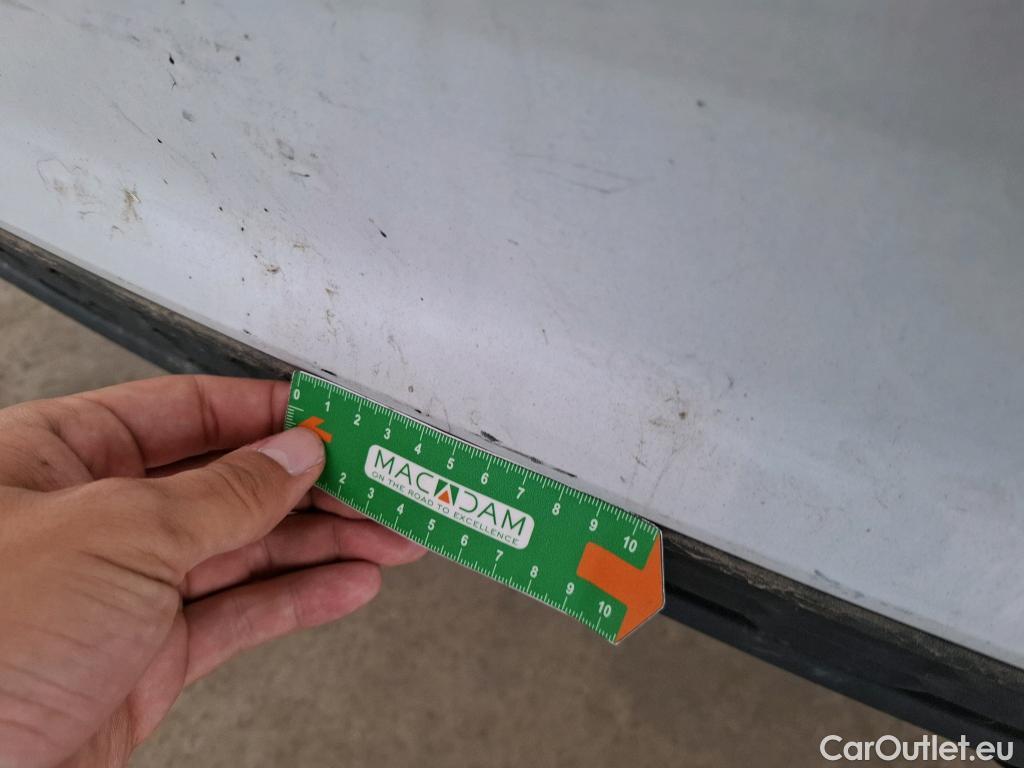 0 1 2 3 4 5 6 7 8 9 10
MACADAM
ON THE ROAD TO EXCELLENCE
2 3 4 5 6 7 8 9 10
CarOutlet.eu